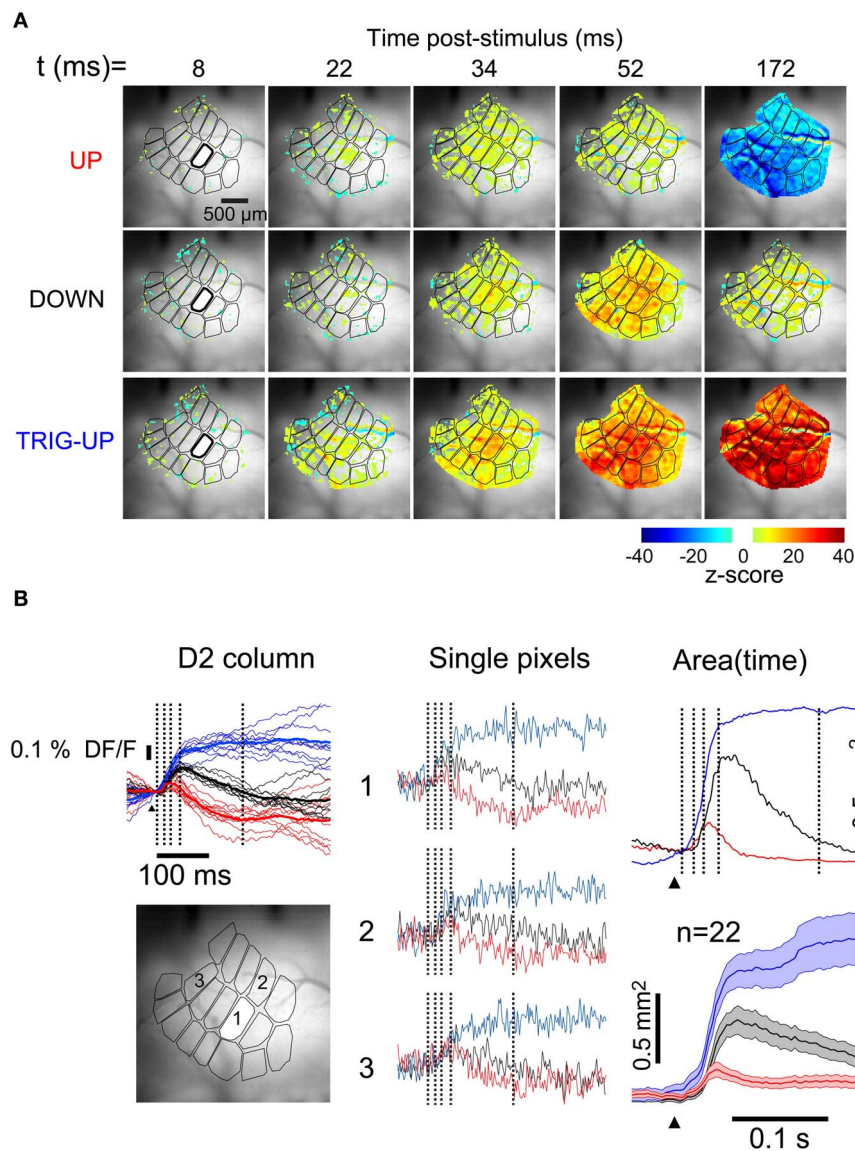 A
Time post-stimulus (ms)
t (ms)= 8 22 34 52 172
UP
500 µm
DOWN
TRIG-UP
-40 -20 0 20 40
z-score
B
D2 column Single pixels Area(time)
0.1 % DF/F
1
100 ms
2
3 2
1
n=22
3
0.5 mm²
0.1 s